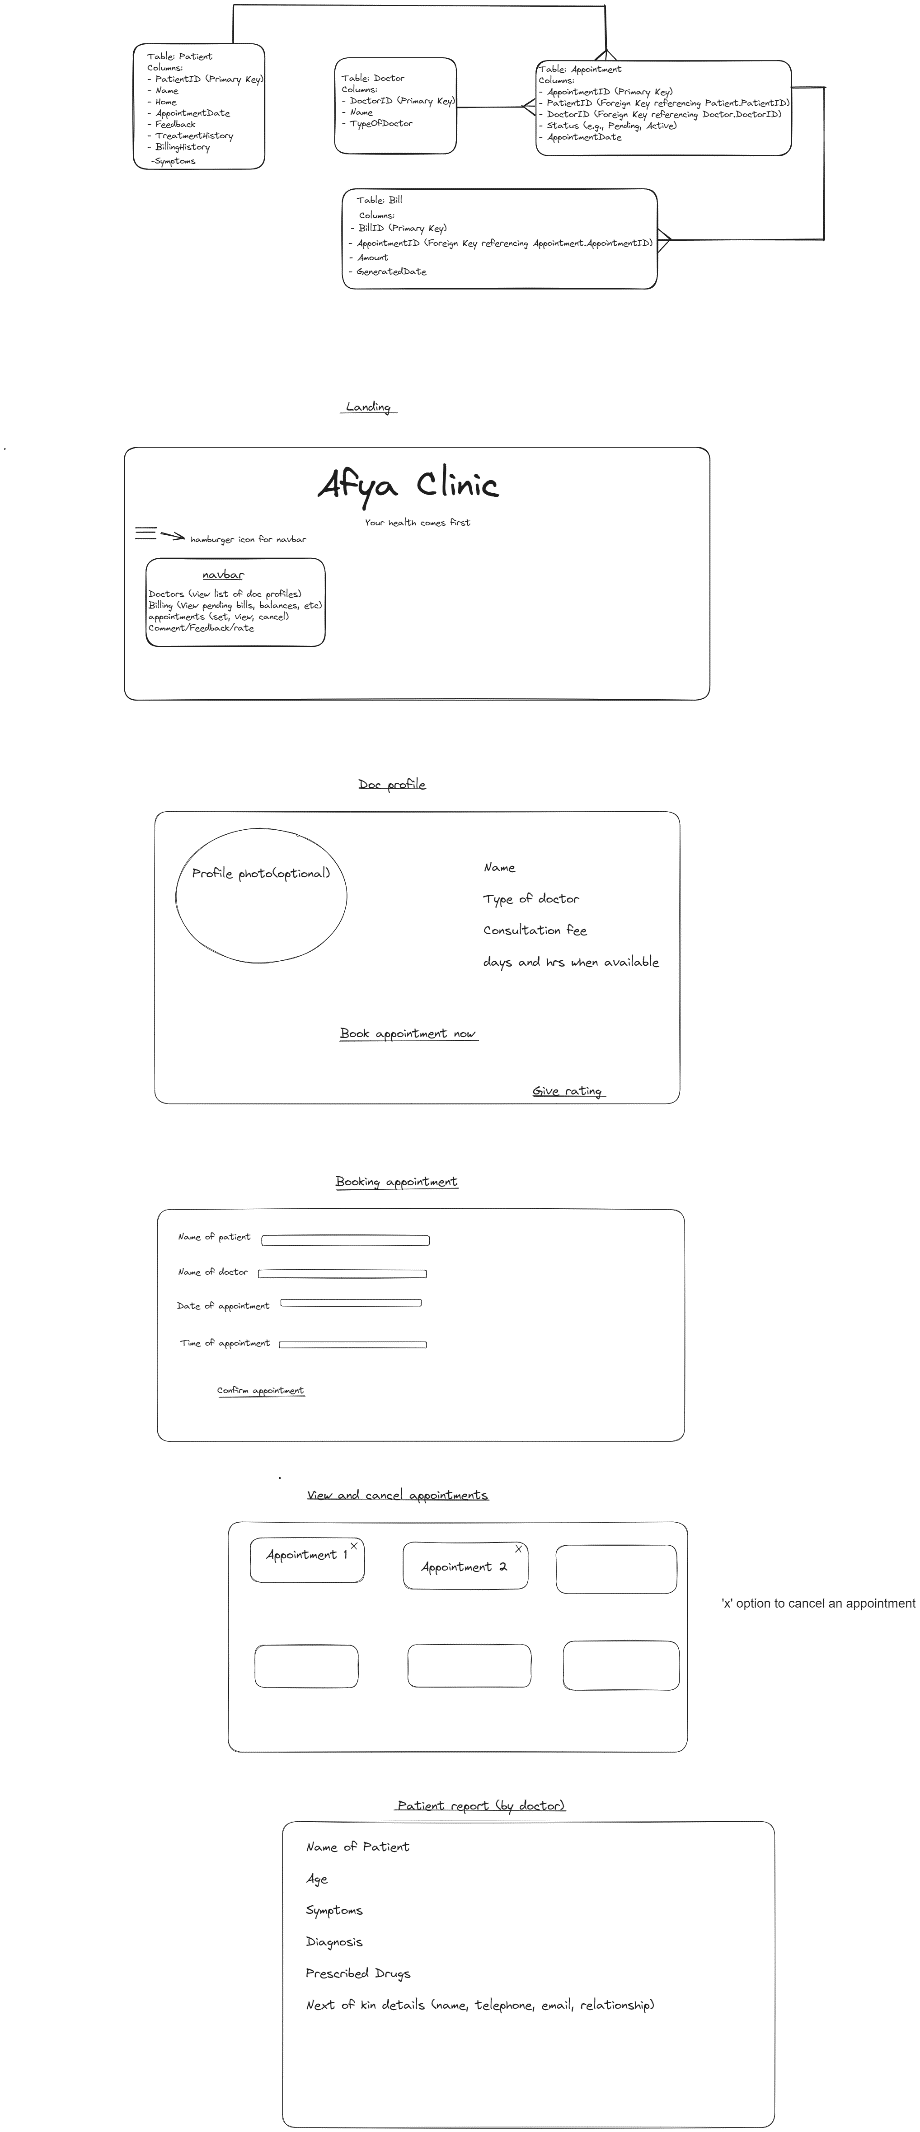 Table: Patient
Columns:
- PatientID (Primary Key)
- Name
- Home
- AppointmentDate
- Feedback
- TreatmentHistory
- BillingHistory
-Symptoms
Table: Doctor
Columns:
- DoctorID (Primary Key)
- Name
- TypeOfDoctor
Table: Appointment
Columns:
- AppointmentID (Primary Key)
- PatientID (Foreign Key referencing Patient.PatientID)
- DoctorID (Foreign Key referencing Doctor.DoctorID)
- Status (e.g., Pending, Active)
- AppointmentDate
Table: Bill
Columns:
- BillID (Primary Key)
- AppointmentID (Foreign Key referencing Appointment.AppointmentID)
- Amount
- GeneratedDate
Landing
Afya Clinic
Your health comes first
hamburger icon for navbar
navbar
Doctors (view list of doc profiles)
Billing (View pending bills, balances, etc)
appointments (set, view, cancel)
Comment/Feedback/rate
Doc profile
Profile photo(optional)
Name
Type of doctor
Consultation fee
days and hrs when available
Book appointment now
Give rating
Booking appointment
Name of patient
Name of doctor
Date of appointment
Time of appointment
Confirm appointment
View and cancel appointments
Appointment 1
x
Appointment 2
x
'x' option to cancel an appointment
Patient report (by doctor)
Name of Patient
Age
Symptoms
Diagnosis
Prescribed Drugs
Next of kin details (name, telephone, email, relationship)